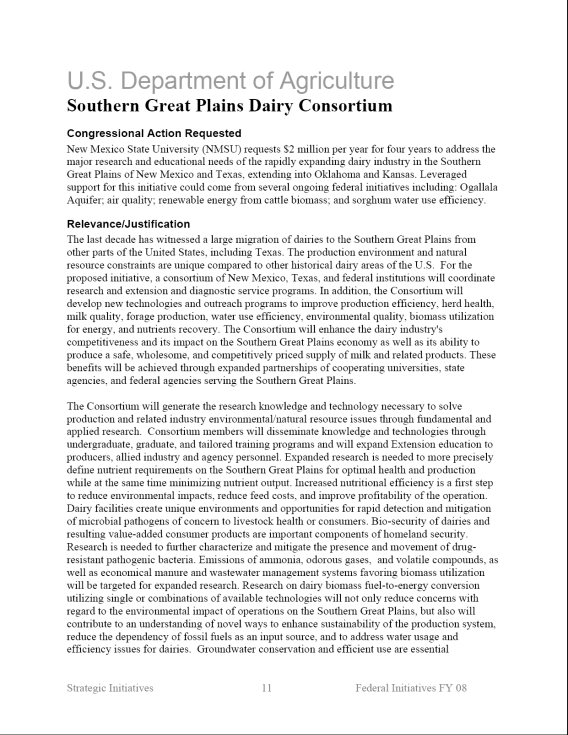 U.S. Department of Agriculture
Southern Great Plains Dairy Consortium
Congressional Action Requested
New Mexico State University (NMSU) requests $2 million per year for four years to address the
major research and educational needs of the rapidly expanding dairy industry in the Southern
Great Plains of New Mexico and Texas, extending into Oklahoma and Kansas. Leveraged
support for this initiative could come from several ongoing federal initiatives including: Ogallala
Aquifer; air quality; renewable energy from cattle biomass; and sorghum water use efficiency.
Relevance/Justification
The last decade has witnessed a large migration of dairies to the Southern Great Plains from
other parts of the United States, including Texas. The production environment and natural
resource constraints are unique compared to other historical dairy areas of the U.S.  For the
proposed initiative, a consortium of New Mexico, Texas, and federal institutions will coordinate
research and extension and diagnostic service programs. In addition, the Consortium will
develop new technologies and outreach programs to improve production efficiency, herd health,
milk quality, forage production, water use efficiency, environmental quality, biomass utilization
for energy, and nutrients recovery. The Consortium will enhance the dairy industry's
competitiveness and its impact on the Southern Great Plains economy as well as its ability to
produce a safe, wholesome, and competitively priced supply of milk and related products. These
benefits will be achieved through expanded partnerships of cooperating universities, state
agencies, and federal agencies serving the Southern Great Plains.
The Consortium will generate the research knowledge and technology necessary to solve
production and related industry environmental/natural resource issues through fundamental and
applied research.  Consortium members will disseminate knowledge and technologies through
undergraduate, graduate, and tailored training programs and will expand Extension education to
producers, allied industry and agency personnel. Expanded research is needed to more precisely
define nutrient requirements on the Southern Great Plains for optimal health and production
while at the same time minimizing nutrient output. Increased nutritional efficiency is a first step
to reduce environmental impacts, reduce feed costs, and improve profitability of the operation.
Dairy facilities create unique environments and opportunities for rapid detection and mitigation
of microbial pathogens of concern to livestock health or consumers. Bio-security of dairies and
resulting value-added consumer products are important components of homeland security.
Research is needed to further characterize and mitigate the presence and movement of drug-
resistant pathogenic bacteria. Emissions of ammonia, odorous gases,  and volatile compounds, as
well as economical manure and wastewater management systems favoring biomass utilization
will be targeted for expanded research. Research on dairy biomass fuel-to-energy conversion
utilizing single or combinations of available technologies will not only reduce concerns with
regard to the environmental impact of operations on the Southern Great Plains, but also will
contribute to an understanding of novel ways to enhance sustainability of the production system,
reduce the dependency of fossil fuels as an input source, and to address water usage and
efficiency issues for dairies.  Groundwater conservation and efficient use are essential
Strategic Initiatives 11 Federal Initiatives FY 08